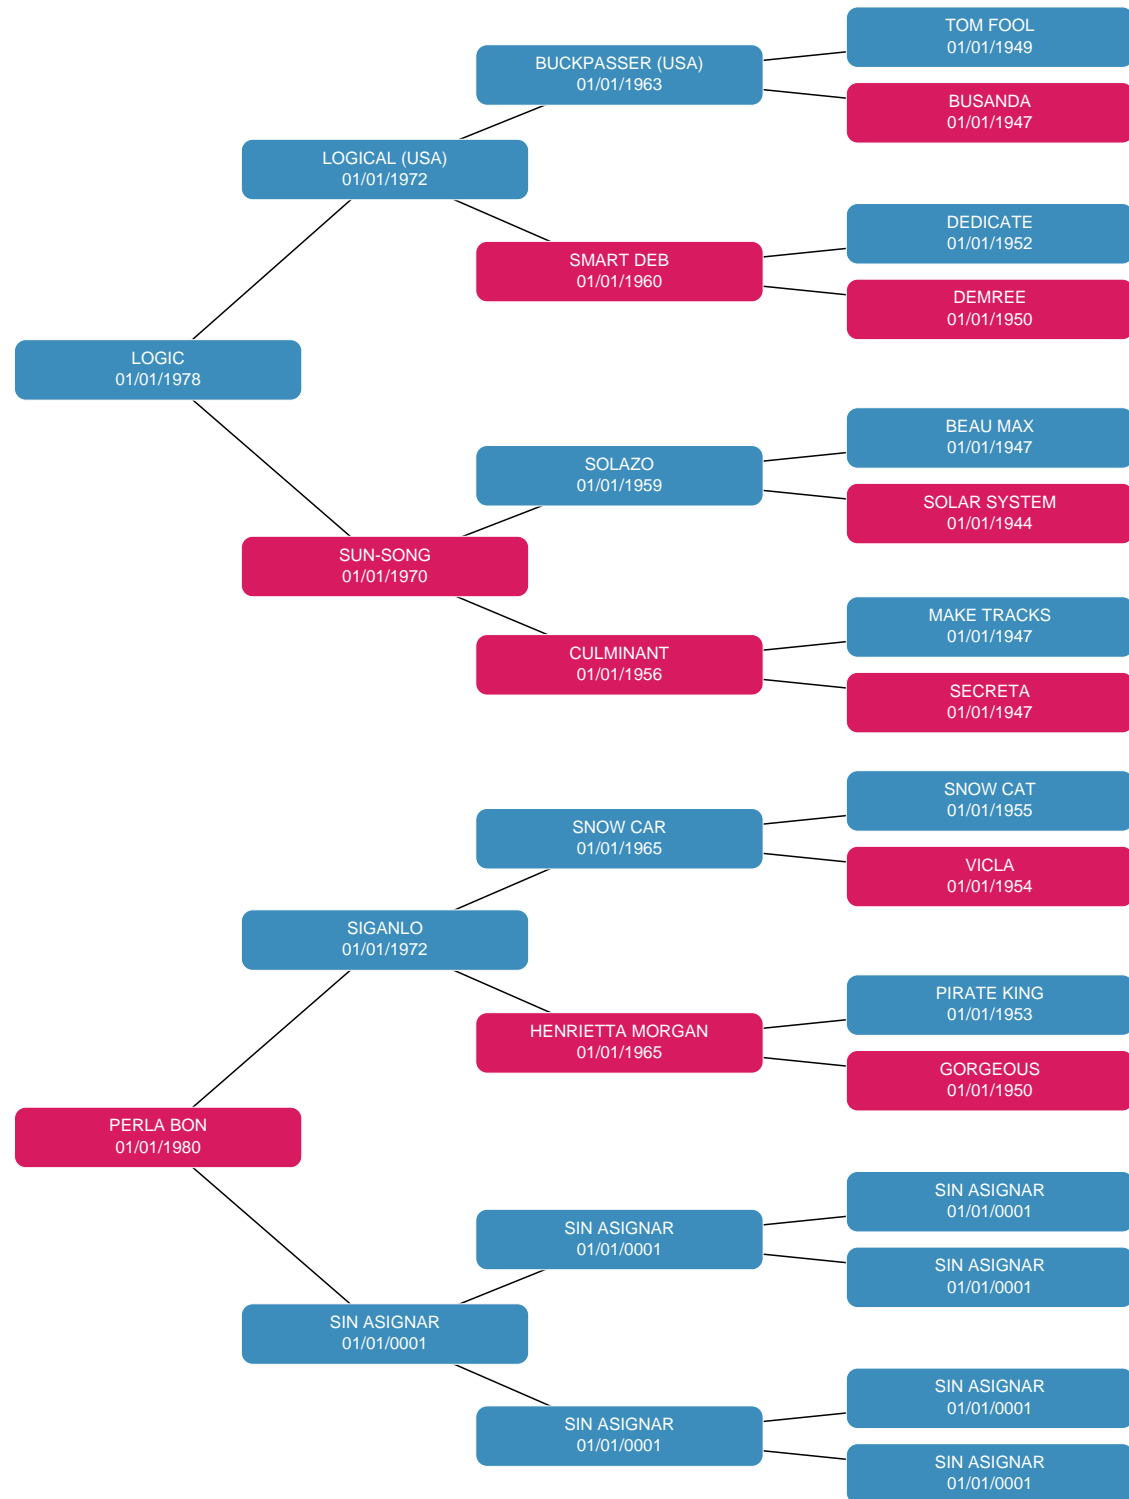 TOM FOOL
01/01/1949
BUCKPASSER (USA)
01/01/1963
BUSANDA
01/01/1947
LOGICAL (USA)
01/01/1972
DEDICATE
01/01/1952
SMART DEB
01/01/1960
DEMREE
01/01/1950
LOGIC
01/01/1978
BEAU MAX
01/01/1947
SOLAZO
01/01/1959
SOLAR SYSTEM
01/01/1944
SUN-SONG
01/01/1970
MAKE TRACKS
01/01/1947
CULMINANT
01/01/1956
SECRETA
01/01/1947
SNOW CAT
01/01/1955
SNOW CAR
01/01/1965
VICLA
01/01/1954
SIGANLO
01/01/1972
PIRATE KING
01/01/1953
HENRIETTA MORGAN
01/01/1965
GORGEOUS
01/01/1950
PERLA BON
01/01/1980
SIN ASIGNAR
01/01/0001
SIN ASIGNAR
01/01/0001
SIN ASIGNAR
01/01/0001
SIN ASIGNAR
01/01/0001
SIN ASIGNAR
01/01/0001
SIN ASIGNAR
01/01/0001
SIN ASIGNAR
01/01/0001